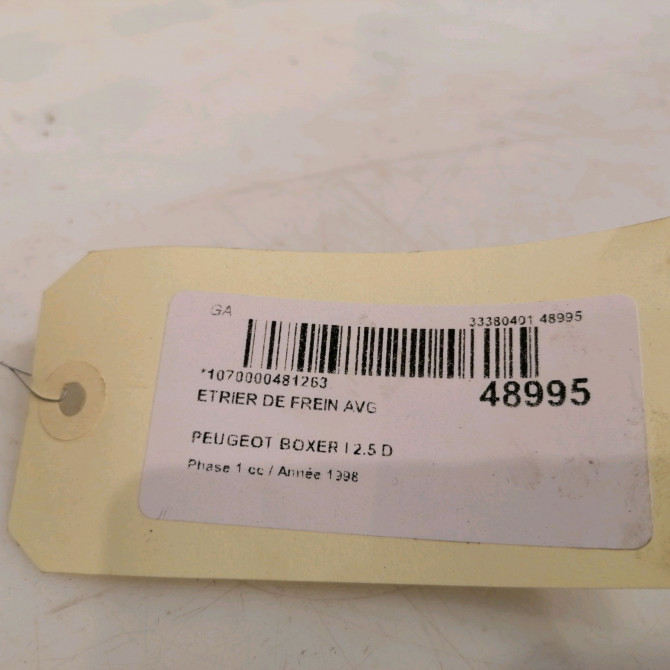 GA
33380401 48995
*1070000481263
48995
ETRIER DE FREIN AVG
PEUGEOT BOXER I 2.5 D
Phase 1 cc / Année 1998